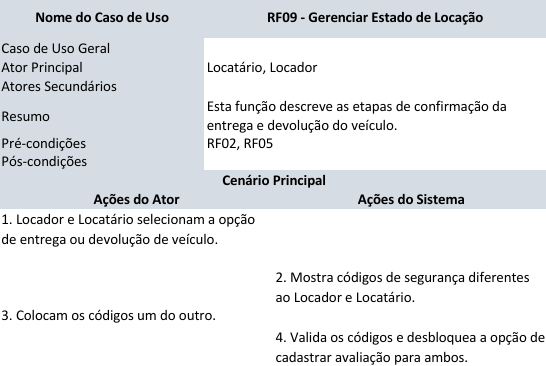 Nome do Caso de Uso RF09 - Gerenciar Estado de Locação
Caso de Uso Geral
Ator Principal Locatário, Locador
Atores Secundários
Resumo Esta função descreve as etapas de confirmação da
entrega e devolução do veículo.
Pré-condições RF02, RF05
Pós-condições
Cenário Principal
Ações do Ator Ações do Sistema
1. Locador e Locatário selecionam a opção
de entrega ou devolução de veículo.
2. Mostra códigos de segurança diferentes
ao Locador e Locatário.
3. Colocam os códigos um do outro.
4. Valida os códigos e desbloquea a opção de
cadastrar avaliação para ambos.